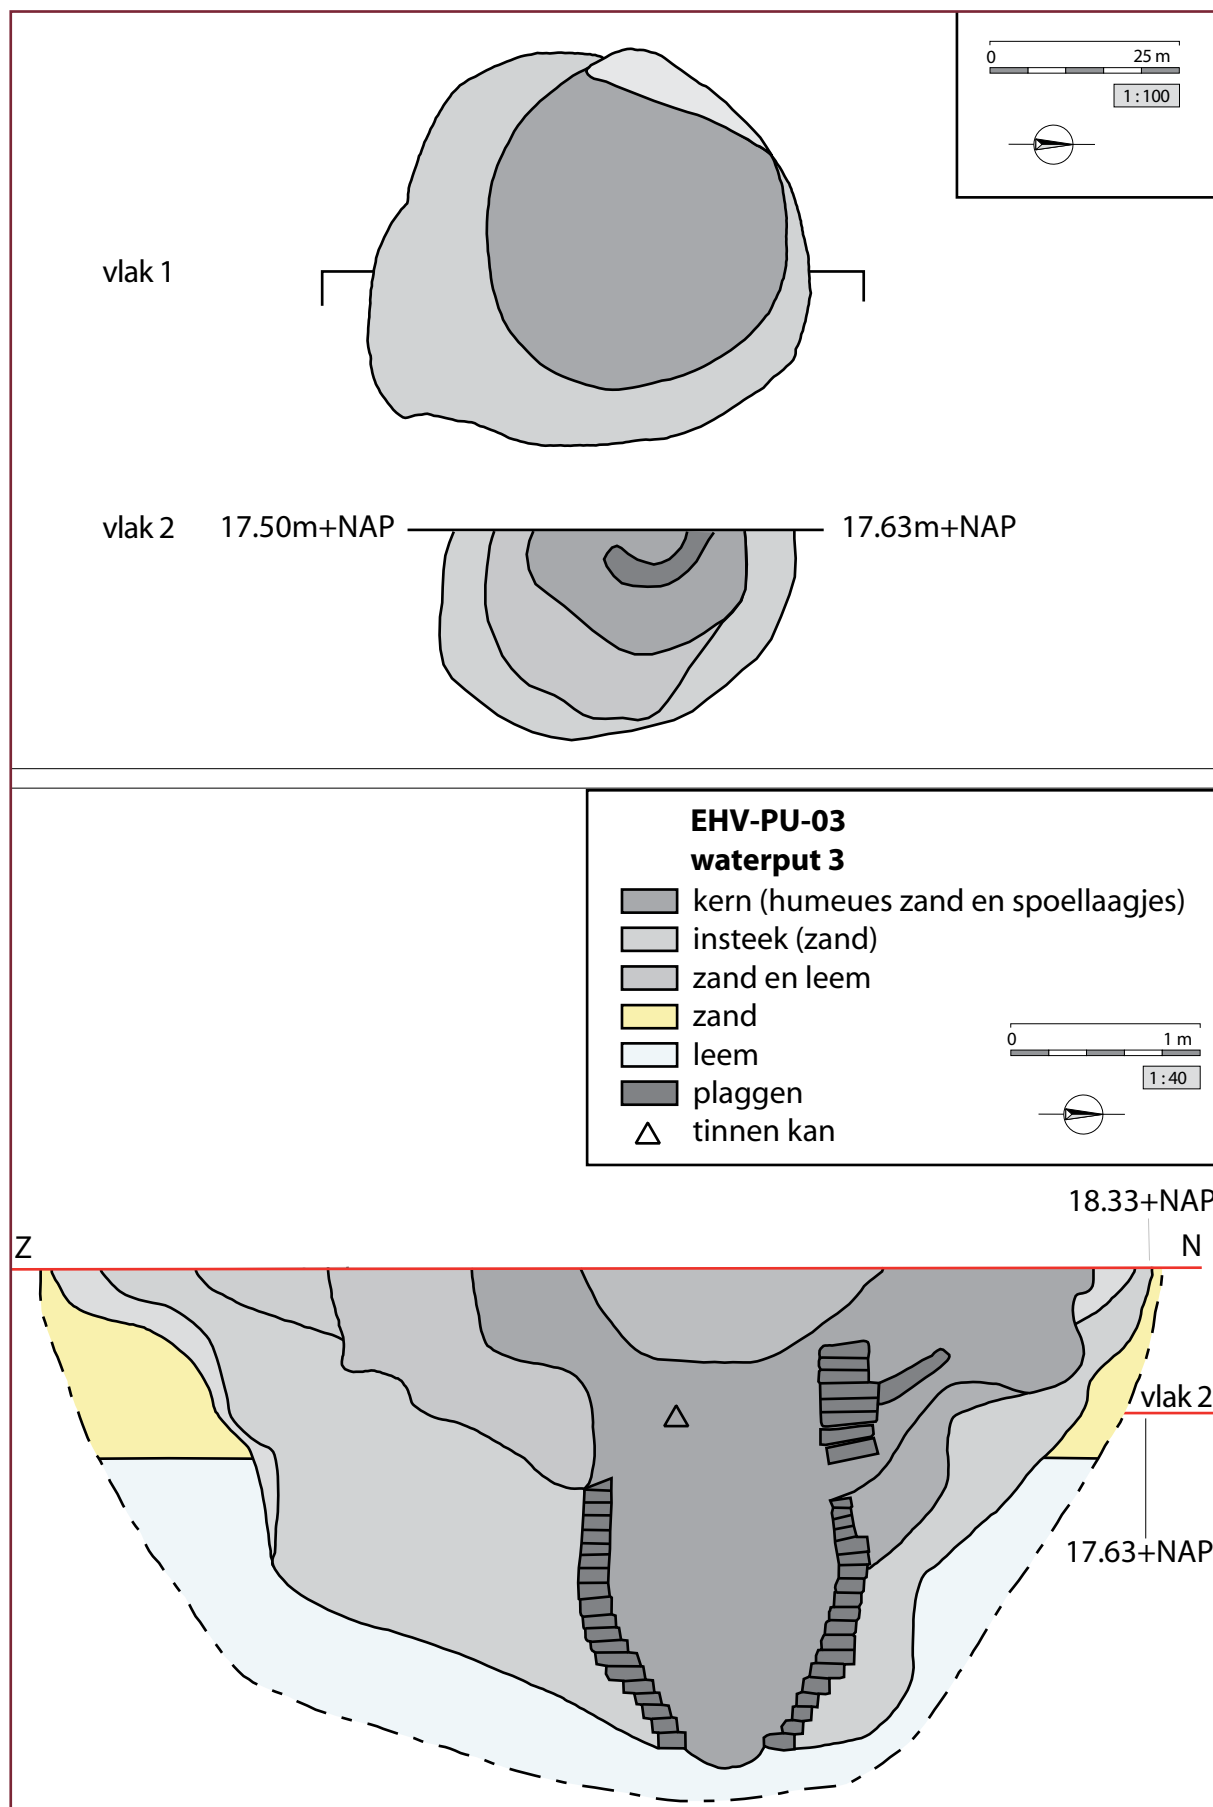 0 25 m
1 : 100
vlak 1
vlak 2 17.50m+NAP 17.63m+NAP
EHV-PU-03
waterput 3
kern (humeues zand en spoellaagjes)
insteek (zand)
zand en leem
zand
leem
plaggen
tinnen kan
0 1 m
1 : 40
18.33+NAP
Z N
vlak 2
17.63+NAP